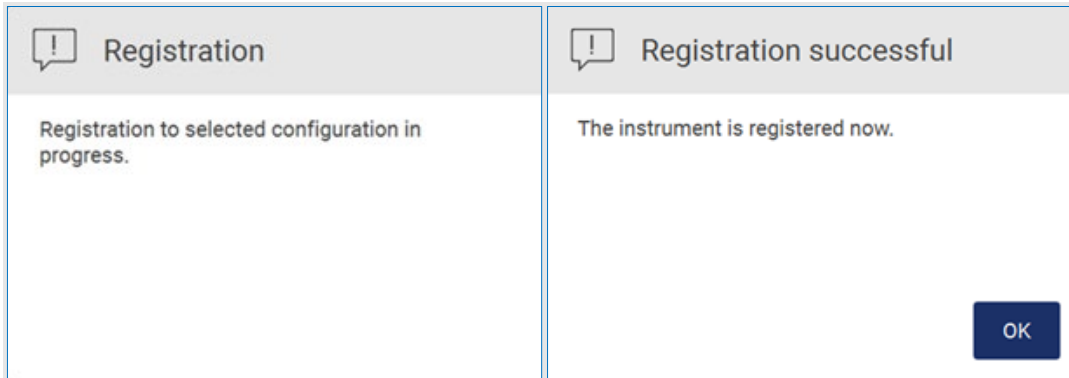 Registration
Registration to selected configuration in
progress.
Registration successful
The instrument is registered now.
OK